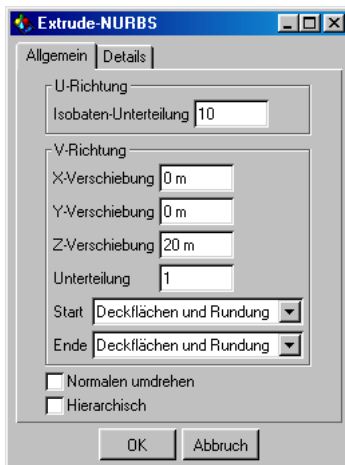 Extrude-NURBS
Allgemein Details
U-Richtung
Isobaten-Unterteilung 10
V-Richtung
X-Verschiebung 0 m
Y-Verschiebung 0 m
Z-Verschiebung 20 m
Unterteilung 1
Start Deckflächen und Rundung
Ende Deckflächen und Rundung
Normalen umdrehen
Hierarchisch
OK Abbruch